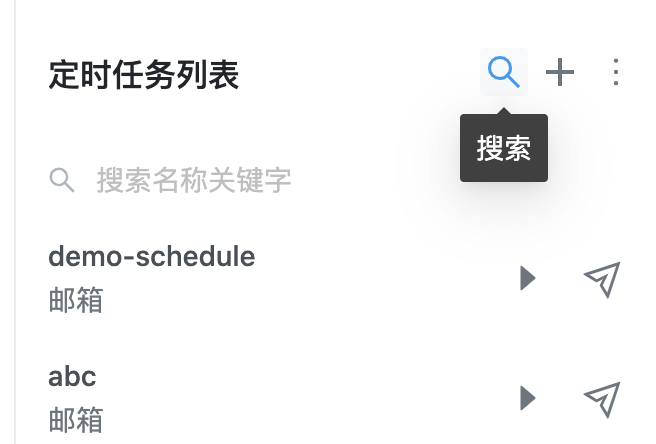 定时任务列表
搜索
搜索名称关键字
demo-schedule
邮箱
abc
邮箱